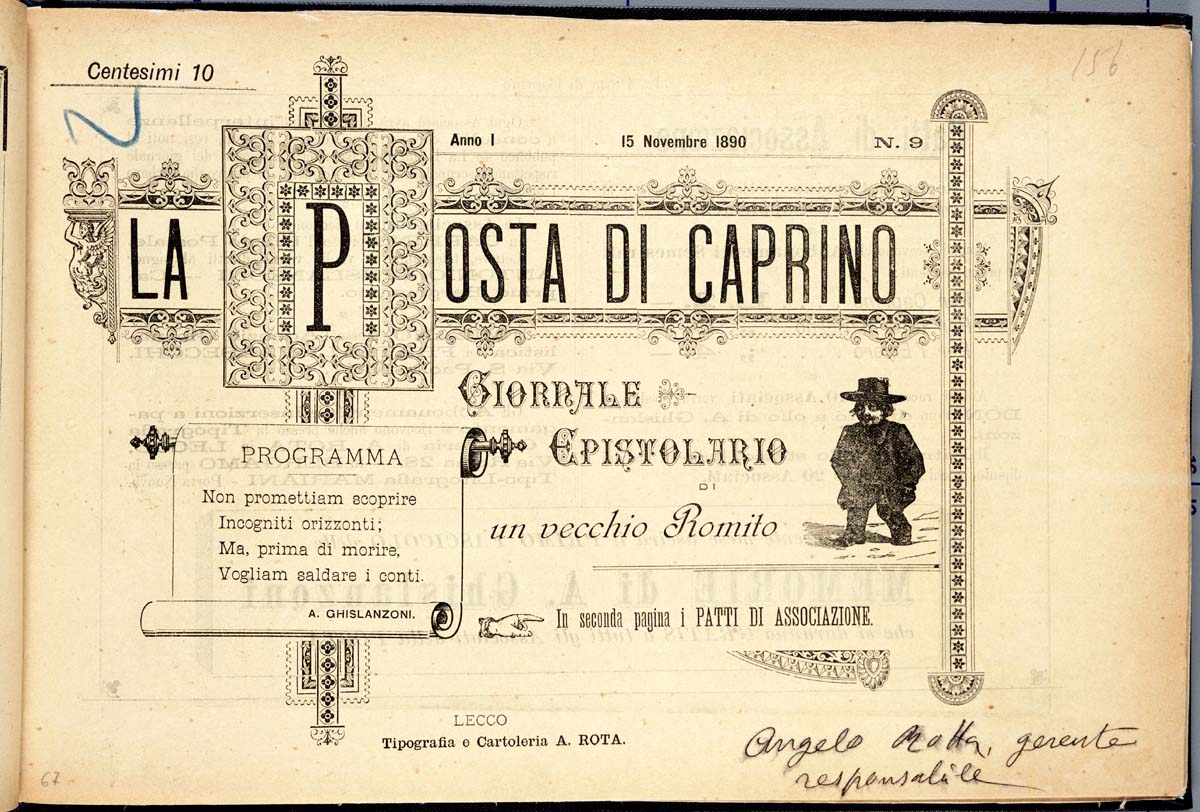 Centesimi 10
156
Anno I 15 Novembre 1890 N. 9
LA POSTA DI CAPRINO
GIORNALE
EPISTOLARIO
DI
un vecchio Romito
PROGRAMMA
Non promettiam scoprire
Incogniti orizzonti;
Ma, prima di morire,
Vogliam saldare i conti.
A. GHISLANZONI.
In seconda pagina i PATTI DI ASSOCIAZIONE.
LECCO
Tipografia e Cartoleria A. ROTA.
Angelo Rotta, gerente
responsabile
67